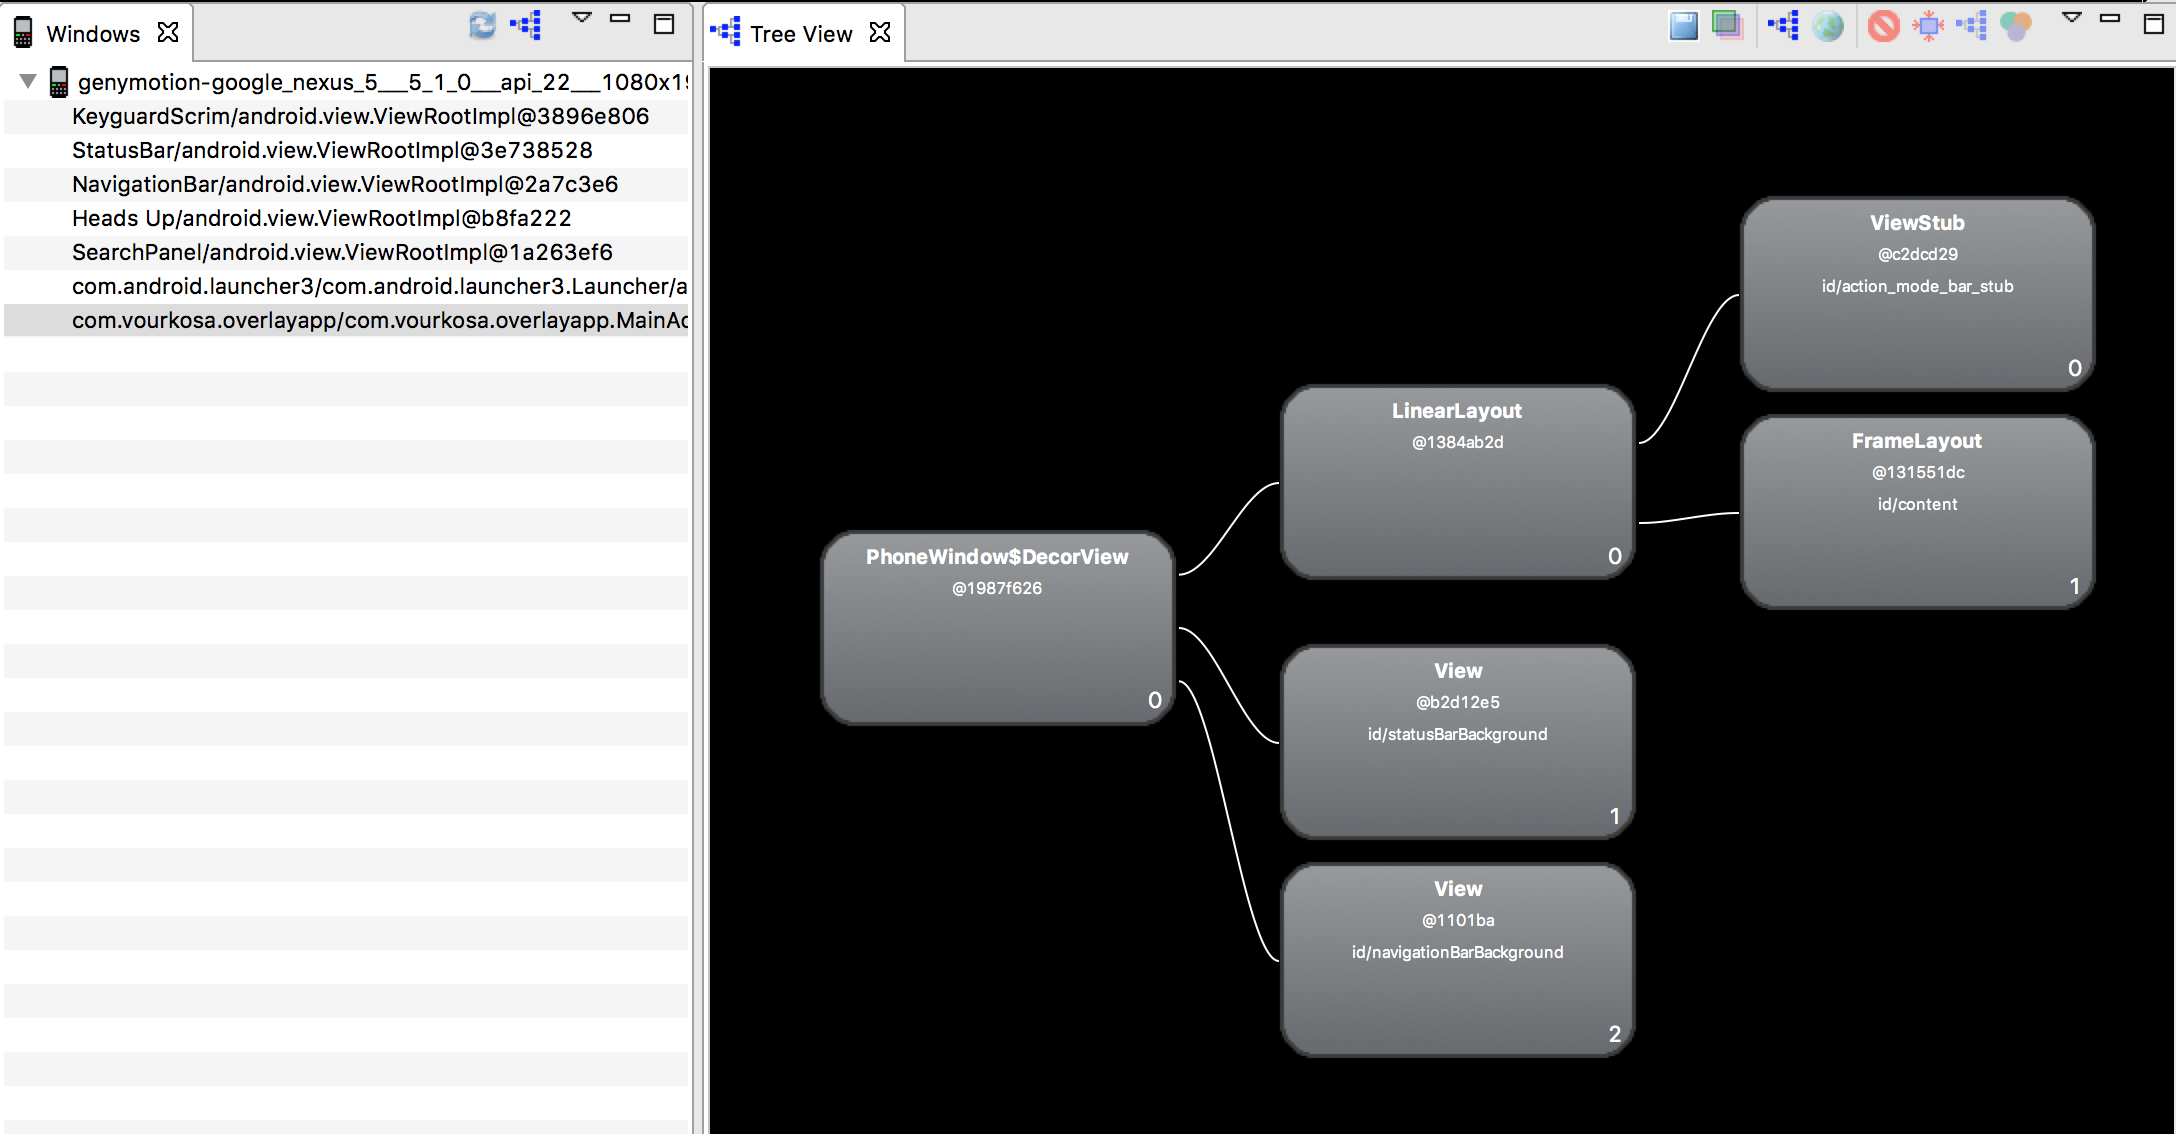 Windows
genymotion-google_nexus_5___5_1_0___api_22___1080x19
KeyguardScrim/android.view.ViewRootImpl@3896e806
StatusBar/android.view.ViewRootImpl@3e738528
NavigationBar/android.view.ViewRootImpl@2a7c3e6
Heads Up/android.view.ViewRootImpl@b8fa222
SearchPanel/android.view.ViewRootImpl@1a263ef6
com.android.launcher3/com.android.launcher3.Launcher/a
com.vourkosa.overlayapp/com.vourkosa.overlayapp.MainAc
Tree View
PhoneWindow$DecorView
@1987f626
0
LinearLayout
@1384ab2d
0
View
@b2d12e5
id/statusBarBackground
1
View
@1101ba
id/navigationBarBackground
2
ViewStub
@c2dcd29
id/action_mode_bar_stub
0
FrameLayout
@131551dc
id/content
1